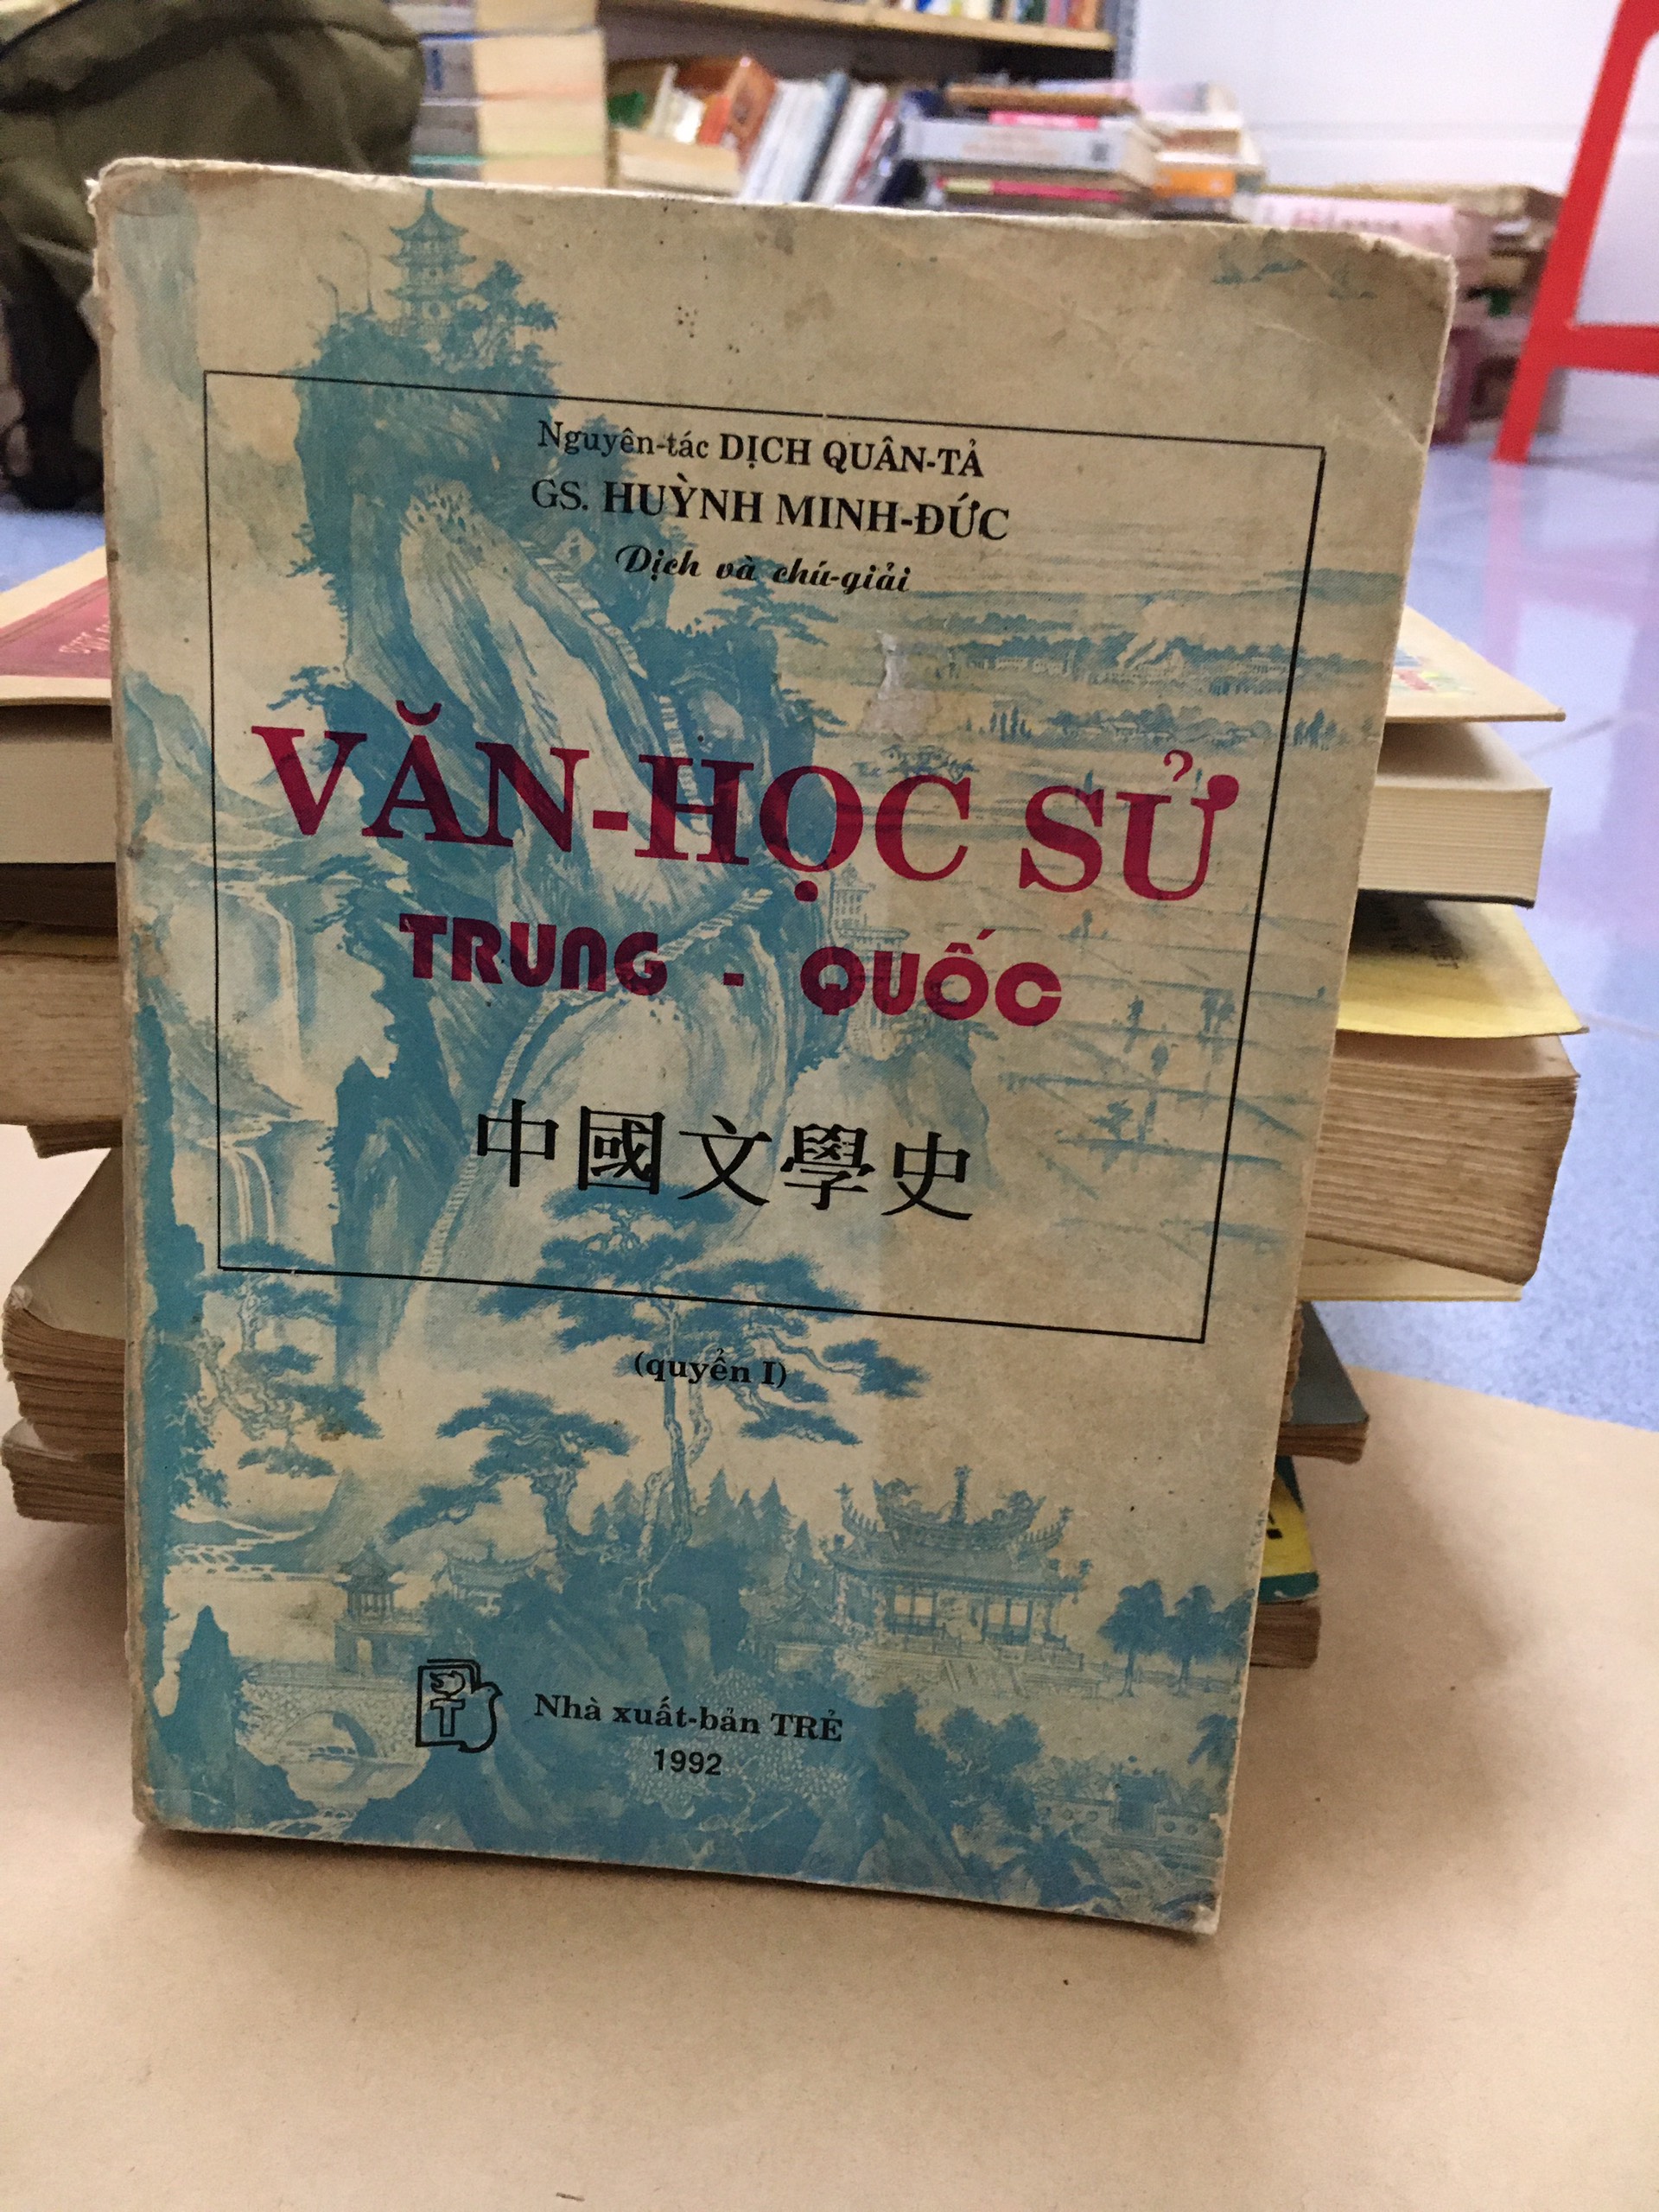 Nguyên-tác DỊCH QUÂN-TẢ
GS. HUỲNH MINH-ĐỨC
Dịch và chú-giải
VĂN-HỌC SỬ
TRUNG - QUỐC
中國文學史
(quyển I)
T
Nhà xuất-bản TRẺ
1992